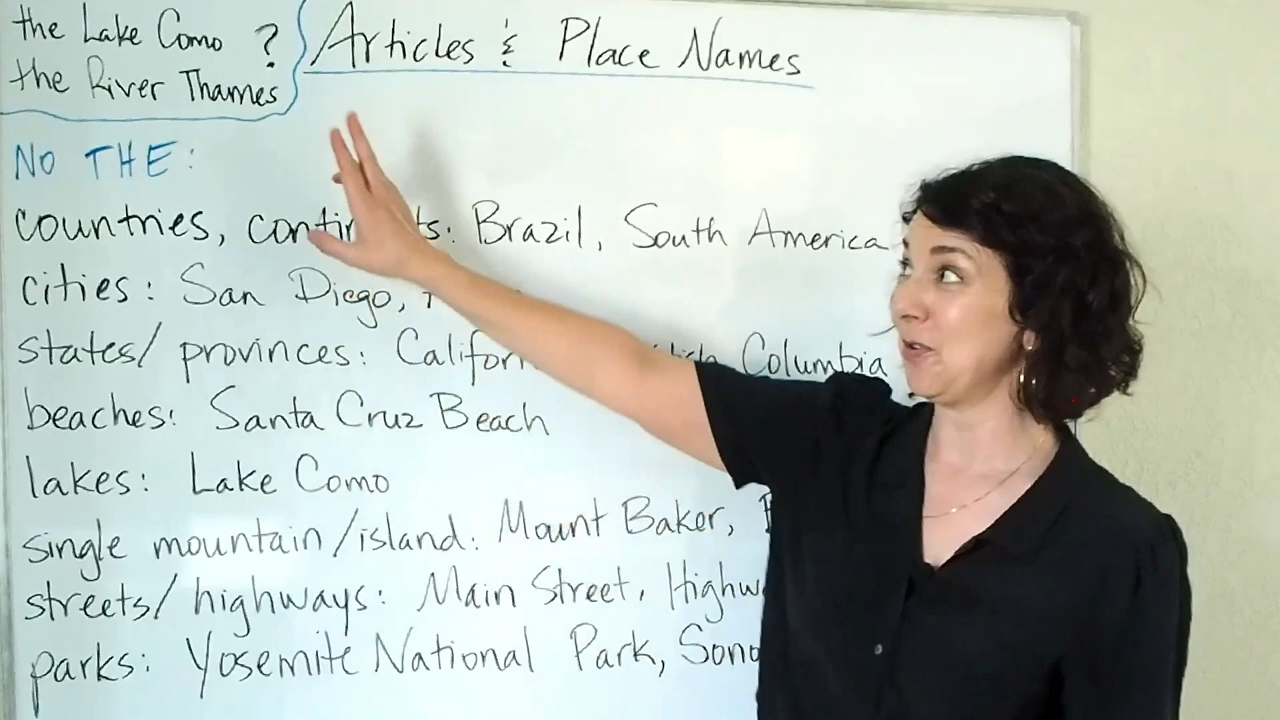 the Lake Como ?
the River Thames
Articles & Place Names
NO THE:
countries, : Brazil, South America
cities: San Diego,
states/ provinces: Columbia
beaches: Santa Cruz Beach
lakes: Lake Como
single mountain/island: Mount Baker,
streets/ highways: Main Street,
parks: Yosemite National Park,